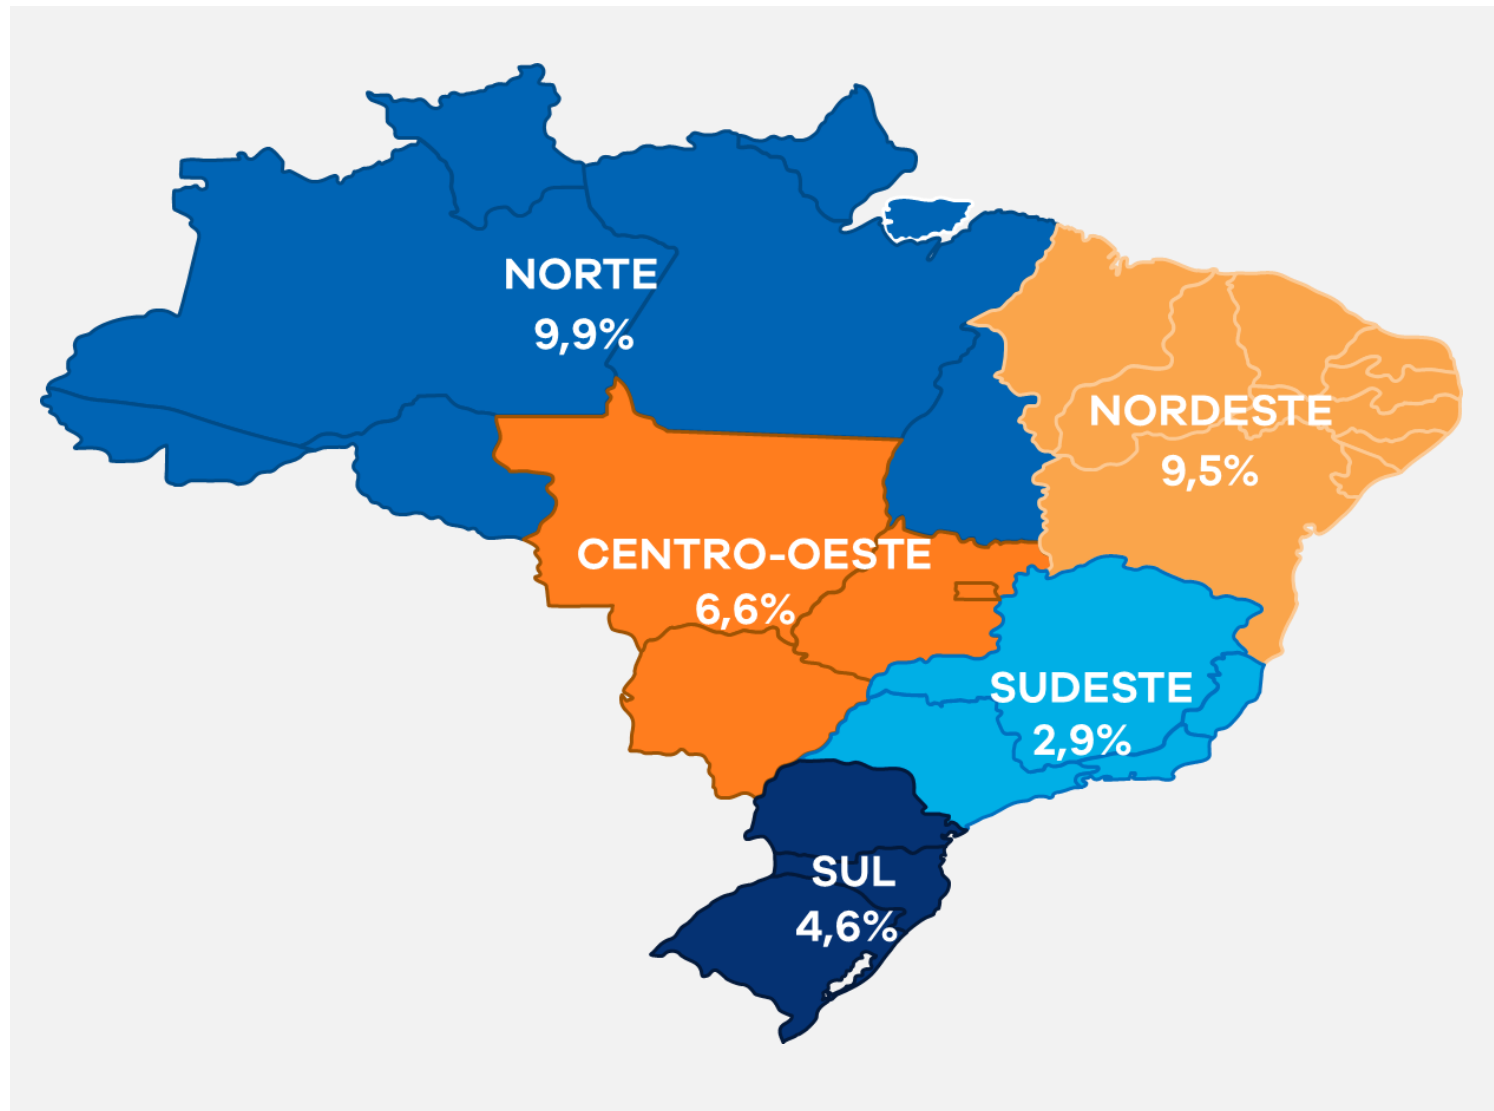 NORTE
9,9%
NORDESTE
9,5%
CENTRO-OESTE
6,6%
SUDESTE
2,9%
SUL
4,6%